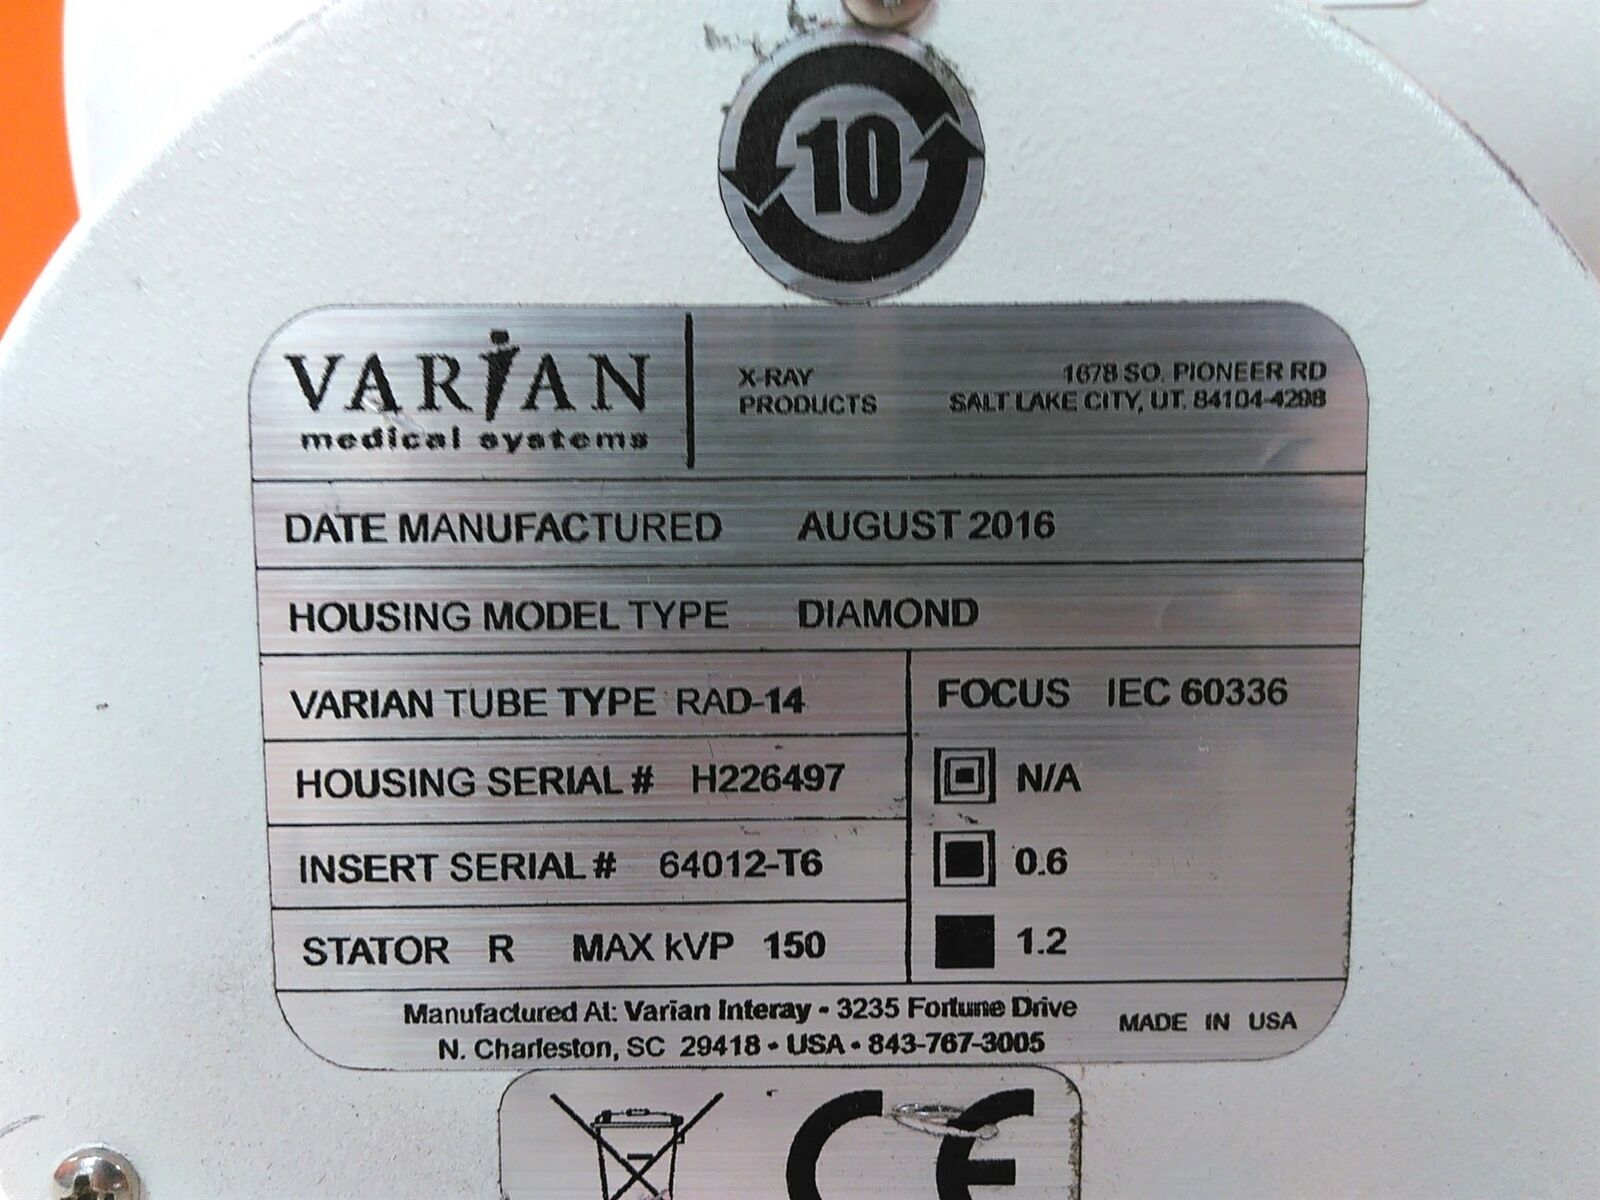 10
VARIAN
medical systems
X-RAY
PRODUCTS
1678 SO. PIONEER RD
SALT LAKE CITY, UT. 84104-4298
DATE MANUFACTURED AUGUST 2016
HOUSING MODEL TYPE DIAMOND
VARIAN TUBE TYPE RAD-14
HOUSING SERIAL # H226497
INSERT SERIAL # 64012-T6
STATOR R MAX kVP 150
FOCUS IEC 60336
N/A
0.6
1.2
Manufactured At: Varian Interay - 3235 Fortune Drive
N. Charleston, SC 29418 • USA • 843-767-3005
MADE IN USA
CE